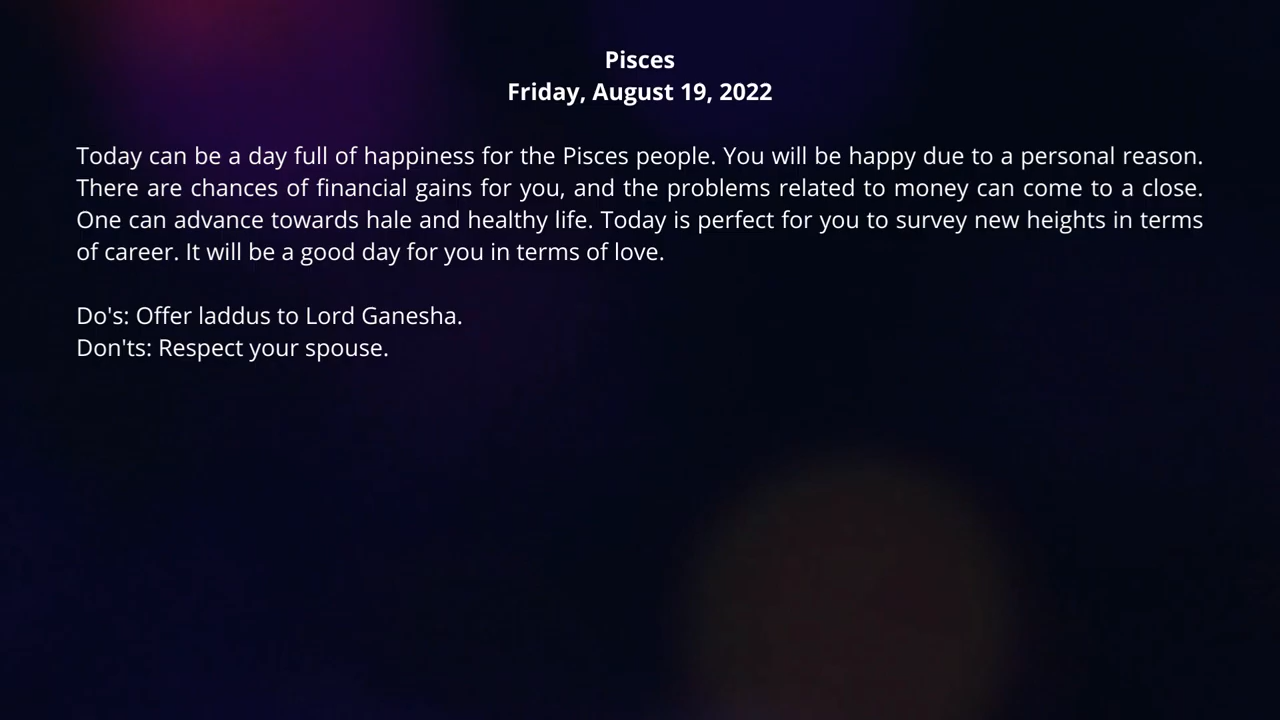 Pisces
Friday, August 19, 2022
Today can be a day full of happiness for the Pisces people. You will be happy due to a personal reason.
There are chances of financial gains for you, and the problems related to money can come to a close.
One can advance towards hale and healthy life. Today is perfect for you to survey new heights in terms
of career. It will be a good day for you in terms of love.
Do's: Offer laddus to Lord Ganesha.
Don'ts: Respect your spouse.